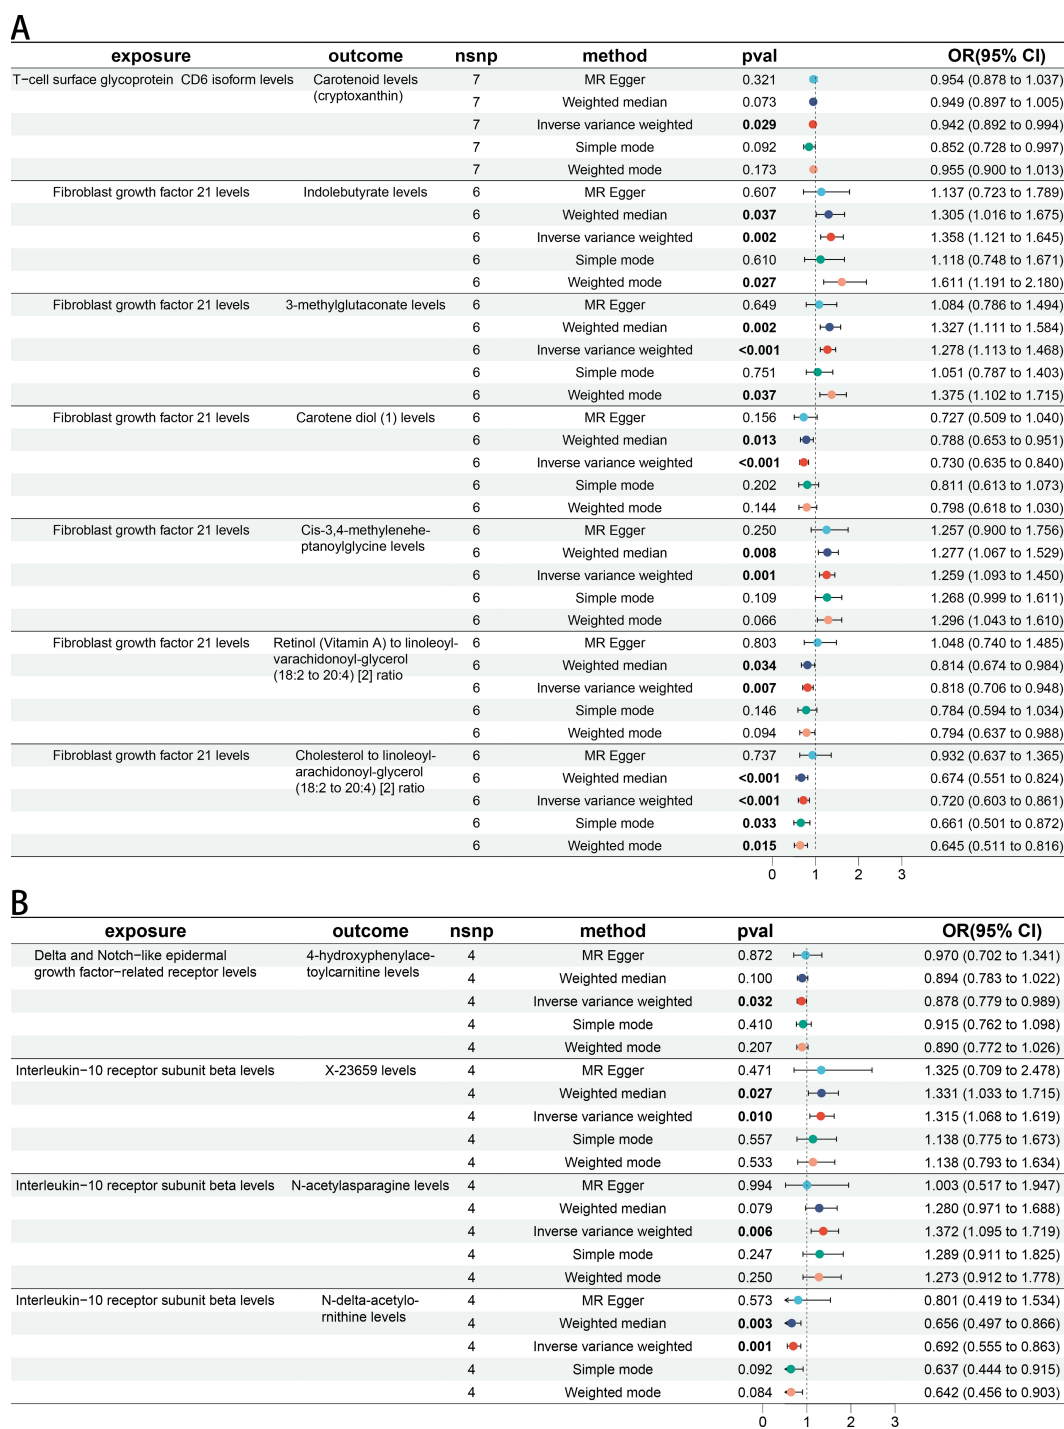 A
exposure outcome nsnp method pval OR(95% CI)
T−cell surface glycoprotein CD6 isoform levels Carotenoid levels 7 MR Egger 0.321 0.954 (0.878 to 1.037)
(cryptoxanthin)
7 Weighted median 0.073 0.949 (0.897 to 1.005)
7 Inverse variance weighted 0.029 0.942 (0.892 to 0.994)
7 Simple mode 0.092 0.852 (0.728 to 0.997)
7 Weighted mode 0.173 0.955 (0.900 to 1.013)
Fibroblast growth factor 21 levels Indolebutyrate levels 6 MR Egger 0.607 1.137 (0.723 to 1.789)
6 Weighted median 0.037 1.305 (1.016 to 1.675)
6 Inverse variance weighted 0.002 1.358 (1.121 to 1.645)
6 Simple mode 0.610 1.118 (0.748 to 1.671)
6 Weighted mode 0.027 1.611 (1.191 to 2.180)
Fibroblast growth factor 21 levels 3-methylglutaconate levels 6 MR Egger 0.649 1.084 (0.786 to 1.494)
6 Weighted median 0.002 1.327 (1.111 to 1.584)
6 Inverse variance weighted <0.001 1.278 (1.113 to 1.468)
6 Simple mode 0.751 1.051 (0.787 to 1.403)
6 Weighted mode 0.037 1.375 (1.102 to 1.715)
Fibroblast growth factor 21 levels Carotene diol (1) levels 6 MR Egger 0.156 0.727 (0.509 to 1.040)
6 Weighted median 0.013 0.788 (0.653 to 0.951)
6 Inverse variance weighted <0.001 0.730 (0.635 to 0.840)
6 Simple mode 0.202 0.811 (0.613 to 1.073)
6 Weighted mode 0.144 0.798 (0.618 to 1.030)
Fibroblast growth factor 21 levels Cis-3,4-methylenehe- 6 MR Egger 0.250 1.257 (0.900 to 1.756)
ptanoylglycine levels
6 Weighted median 0.008 1.277 (1.067 to 1.529)
6 Inverse variance weighted 0.001 1.259 (1.093 to 1.450)
6 Simple mode 0.109 1.268 (0.999 to 1.611)
6 Weighted mode 0.066 1.296 (1.043 to 1.610)
Fibroblast growth factor 21 levels Retinol (Vitamin A) to linoleoyl- 6 MR Egger 0.803 1.048 (0.740 to 1.485)
varachidonoyl-glycerol
6 Weighted median 0.034 0.814 (0.674 to 0.984)
(18:2 to 20:4) [2] ratio
6 Inverse variance weighted 0.007 0.818 (0.706 to 0.948)
6 Simple mode 0.146 0.784 (0.594 to 1.034)
6 Weighted mode 0.094 0.794 (0.637 to 0.988)
Fibroblast growth factor 21 levels Cholesterol to linoleoyl- 6 MR Egger 0.737 0.932 (0.637 to 1.365)
arachidonoyl-glycerol
6 Weighted median <0.001 0.674 (0.551 to 0.824)
(18:2 to 20:4) [2] ratio
6 Inverse variance weighted <0.001 0.720 (0.603 to 0.861)
6 Simple mode 0.033 0.661 (0.501 to 0.872)
6 Weighted mode 0.015 0.645 (0.511 to 0.816)
0 1 2 3
B
exposure outcome nsnp method pval OR(95% CI)
Delta and Notch−like epidermal 4-hydroxyphenylace- 4 MR Egger 0.872 0.970 (0.702 to 1.341)
growth factor−related receptor levels toylcarnitine levels
4 Weighted median 0.100 0.894 (0.783 to 1.022)
4 Inverse variance weighted 0.032 0.878 (0.779 to 0.989)
4 Simple mode 0.410 0.915 (0.762 to 1.098)
4 Weighted mode 0.207 0.890 (0.772 to 1.026)
Interleukin−10 receptor subunit beta levels X-23659 levels 4 MR Egger 0.471 1.325 (0.709 to 2.478)
4 Weighted median 0.027 1.331 (1.033 to 1.715)
4 Inverse variance weighted 0.010 1.315 (1.068 to 1.619)
4 Simple mode 0.557 1.138 (0.775 to 1.673)
4 Weighted mode 0.533 1.138 (0.793 to 1.634)
Interleukin−10 receptor subunit beta levels N-acetylasparagine levels 4 MR Egger 0.994 1.003 (0.517 to 1.947)
4 Weighted median 0.079 1.280 (0.971 to 1.688)
4 Inverse variance weighted 0.006 1.372 (1.095 to 1.719)
4 Simple mode 0.247 1.289 (0.911 to 1.825)
4 Weighted mode 0.250 1.273 (0.912 to 1.778)
Interleukin−10 receptor subunit beta levels N-delta-acetylo- 4 MR Egger 0.573 0.801 (0.419 to 1.534)
rnithine levels
4 Weighted median 0.003 0.656 (0.497 to 0.866)
4 Inverse variance weighted 0.001 0.692 (0.555 to 0.863)
4 Simple mode 0.092 0.637 (0.444 to 0.915)
4 Weighted mode 0.084 0.642 (0.456 to 0.903)
0 1 2 3